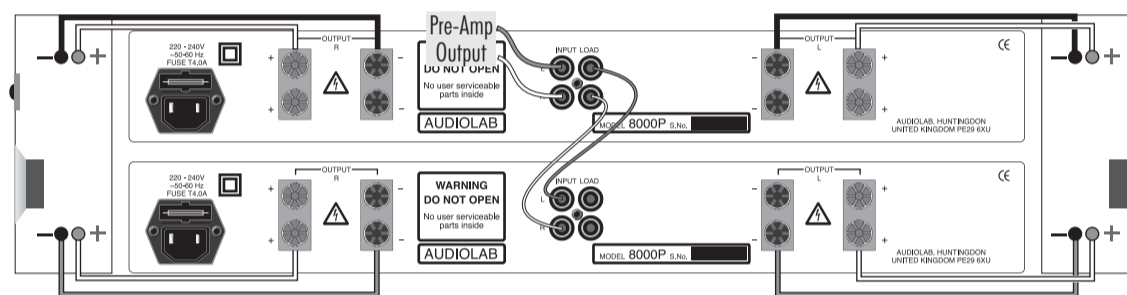 Pre-Amp
Output
220 - 240V
~50-60 Hz
FUSE T4,0A
OUTPUT
R
+
-
+
-
DO NOT OPEN
No user serviceable
parts inside
AUDIOLAB
INPUT LOAD
MODEL 8000P S.No.
OUTPUT
L
-
+
-
+
CE
AUDIOLAB, HUNTINGDON
UNITED KINGDOM PE29 6XU
- +
- +
220 - 240V
~50-60 Hz
FUSE T4,0A
OUTPUT
R
+
-
+
-
WARNING
DO NOT OPEN
No user serviceable
parts inside
AUDIOLAB
INPUT LOAD
L
R
MODEL 8000P S.No.
OUTPUT
L
-
+
-
+
CE
AUDIOLAB, HUNTINGDON
UNITED KINGDOM PE29 6XU
- +
- +